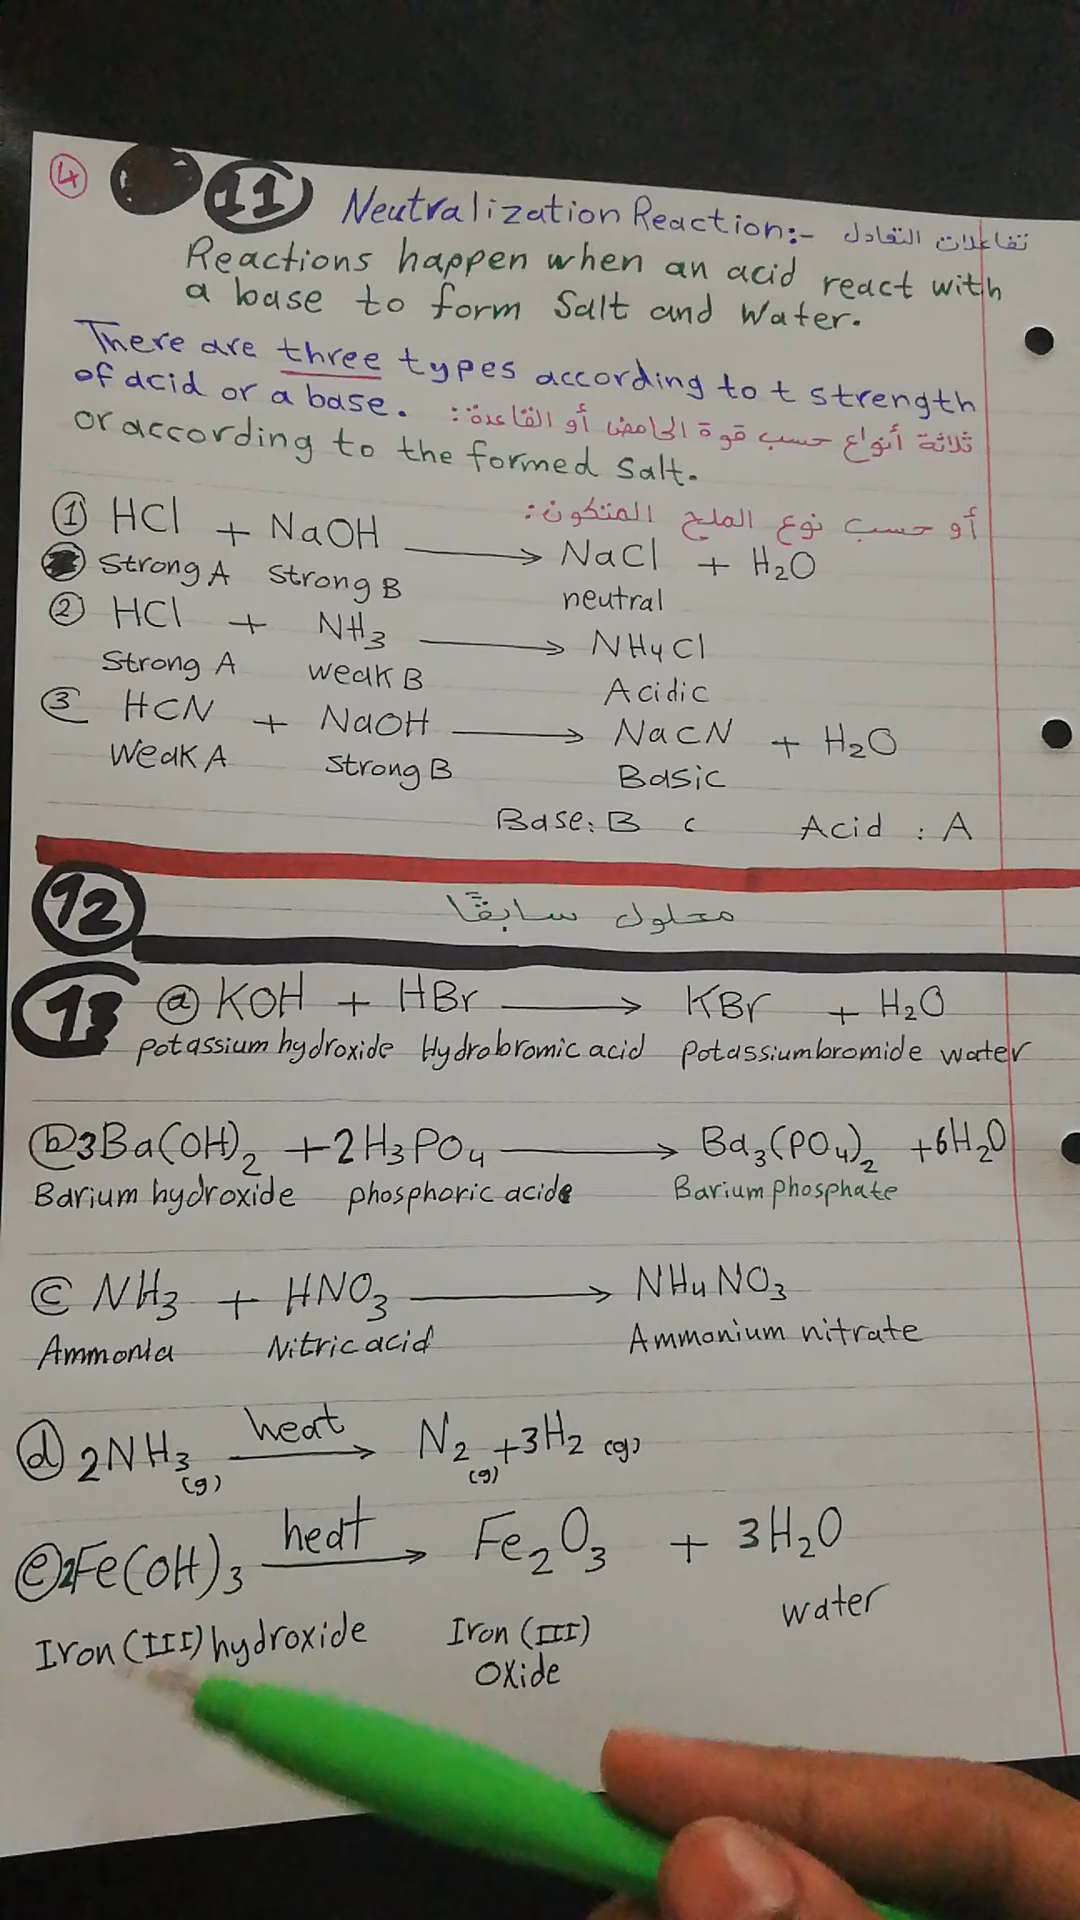 4
11 Neutralization Reaction:- تفاعلات التعادل
Reactions happen when an acid react with
a base to form Salt and Water.
There are three types according to t strength
of acid or a base. ثلاثة أنواع حسب قوة الحامض أو القاعدة:
or according to the formed Salt.
أو حسب نوع الملح المتكون:
① HCl + NaOH ⟶ NaCl + H₂O
Strong A Strong B neutral
② HCl + NH₃ ⟶ NH₄Cl
Strong A weak B Acidic
③ HCN + NaOH ⟶ NaCN + H₂O
Weak A Strong B Basic
Base: B ، Acid : A
12 محلول سابقًا
13 ⓐ KOH + HBr ⟶ KBr + H₂O
potassium hydroxide Hydrobromic acid potassium bromide water
ⓑ 3Ba(OH)₂ + 2H₃PO₄ ⟶ Ba₃(PO₄)₂ + 6H₂O
Barium hydroxide phosphoric acid Barium phosphate
ⓒ NH₃ + HNO₃ ⟶ NH₄NO₃
Ammonia Nitric acid Ammonium nitrate
ⓓ 2NH₃ (g) heat ⟶ N₂ (g) + 3H₂ (g)
ⓔ 2Fe(OH)₃ heat ⟶ Fe₂O₃ + 3H₂O
Iron (III) hydroxide Iron (III) Oxide water